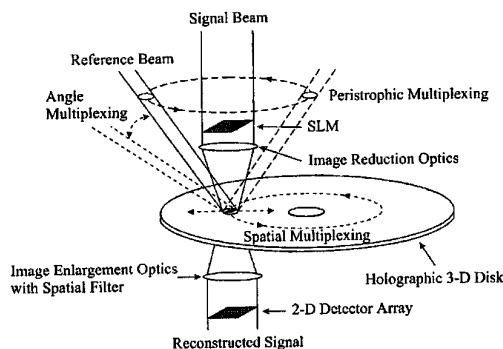 Signal Beam
Reference Beam
Angle
Multiplexing
Peristrophic Multiplexing
SLM
Image Reduction Optics
Spatial Multiplexing
Image Enlargement Optics
with Spatial Filter
Holographic 3-D Disk
2-D Detector Array
Reconstructed Signal